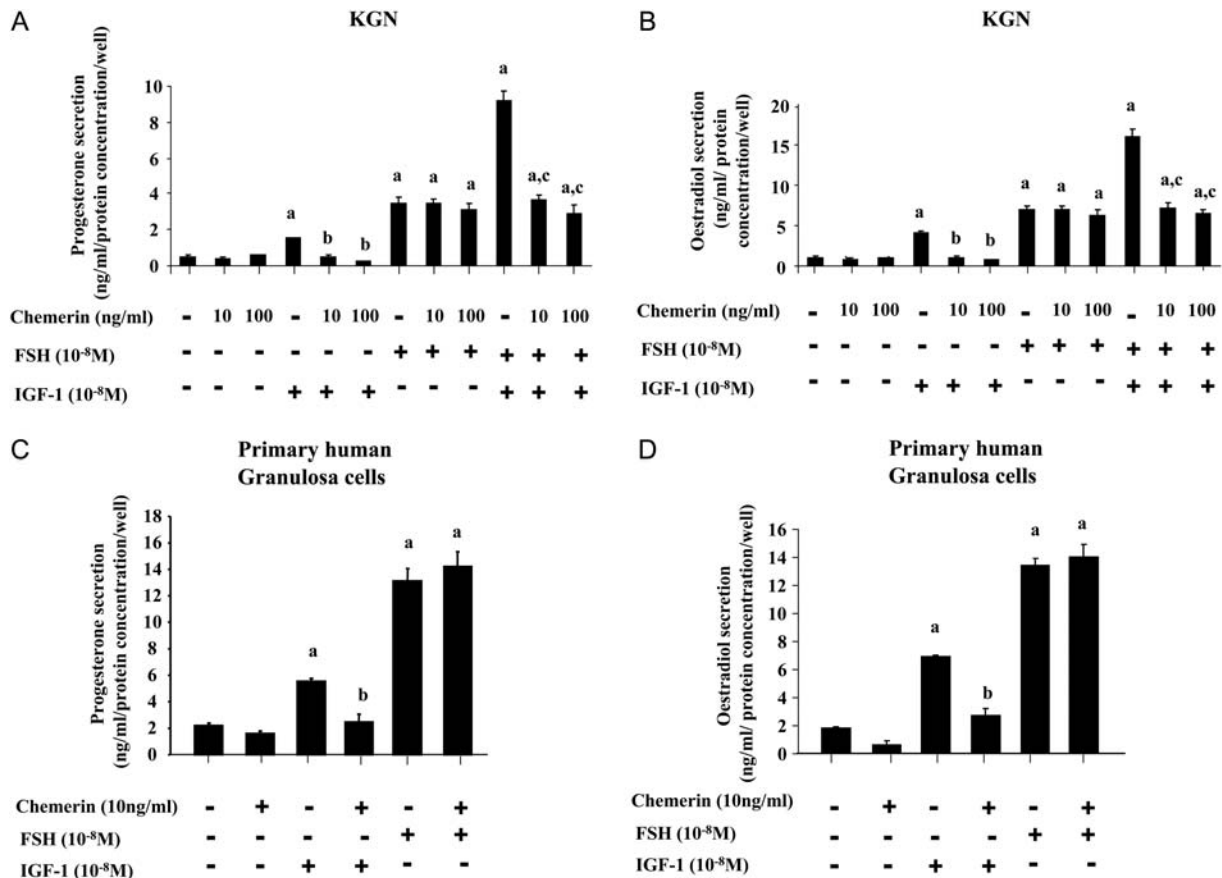 A
KGN
Progesterone secretion
(ng/ml/protein concentration/well)
10
8
6
4
2
0
a
b
b
a
a
a
a
a,c
a,c
Chemerin (ng/ml) - 10 100 - 10 100 - 10 100 - 10 100
FSH (10⁻⁸M) - - - - - - + + + + + +
IGF-1 (10⁻⁸M) - - - + + + - - - + + +
B
KGN
Oestradiol secretion
(ng/ml/ protein
concentration/well)
20
15
10
5
0
a
b
b
a
a
a
a
a,c
a,c
Chemerin (ng/ml) - 10 100 - 10 100 - 10 100 - 10 100
FSH (10⁻⁸M) - - - - - - + + + + + +
IGF-1 (10⁻⁸M) - - - + + + - - - + + +
C
Primary human
Granulosa cells
Progesterone secretion
(ng/ml/protein concentration/well)
18
16
14
12
10
8
6
4
2
0
a
b
a
a
Chemerin (10ng/ml) - + - + - +
FSH (10⁻⁸M) - - - - + +
IGF-1 (10⁻⁸M) - - + + - -
D
Primary human
Granulosa cells
Oestradiol secretion
(ng/ml/ protein concentration/well)
16
14
12
10
8
6
4
2
0
a
b
a
a
Chemerin (10ng/ml) - + - + - +
FSH (10⁻⁸M) - - - - + +
IGF-1 (10⁻⁸M) - - + + - -